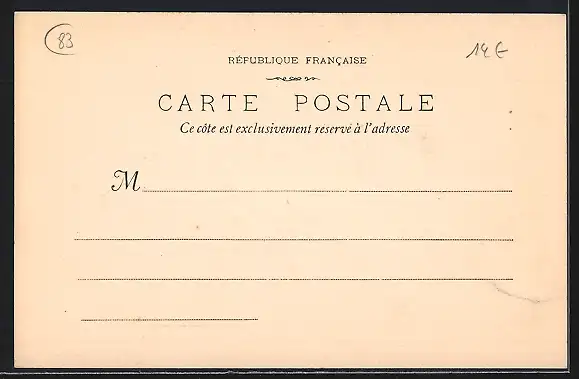 83
14 €
RÉPUBLIQUE FRANÇAISE
CARTE POSTALE
Ce côte est exclusivement reservé à l'adresse
M